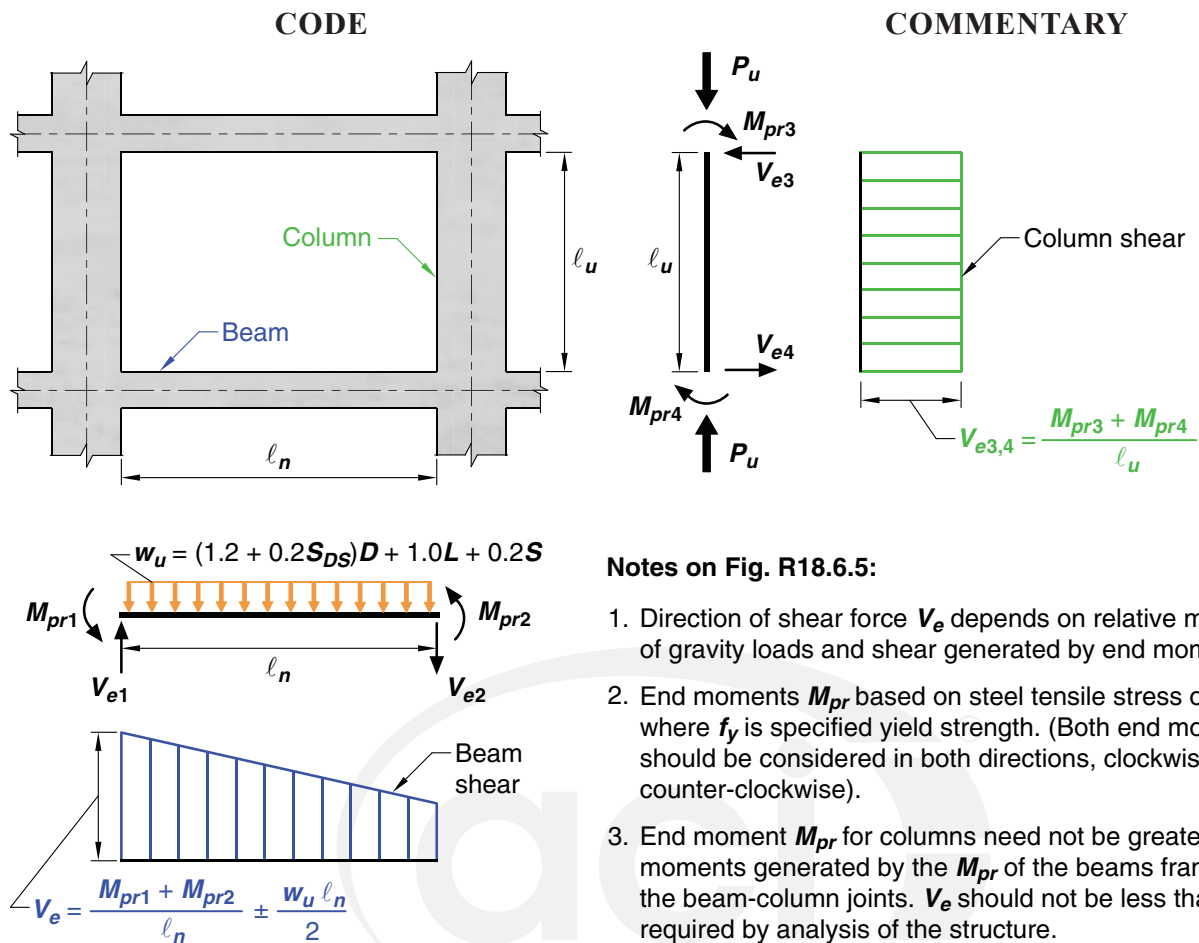 CODE
COMMENTARY
Column
Beam
ℓu
ℓn
Pu
Mpr3
Ve3
ℓu
Ve4
Mpr4
Pu
Column shear
Ve3,4 = (Mpr3 + Mpr4) / ℓu
wu = (1.2 + 0.2SDS)D + 1.0L + 0.2S
Mpr1
Mpr2
ℓn
Ve1
Ve2
Beam
shear
Ve = (Mpr1 + Mpr2) / ℓn ± wu ℓn / 2
Notes on Fig. R18.6.5:
1. Direction of shear force Ve depends on relative
of gravity loads and shear generated by end
2. End moments Mpr based on steel tensile stress
where fy is specified yield strength. (Both end
should be considered in both directions,
counter-clockwise).
3. End moment Mpr for columns need not be
moments generated by the Mpr of the beams
the beam-column joints. Ve should not be less
required by analysis of the structure.
aci